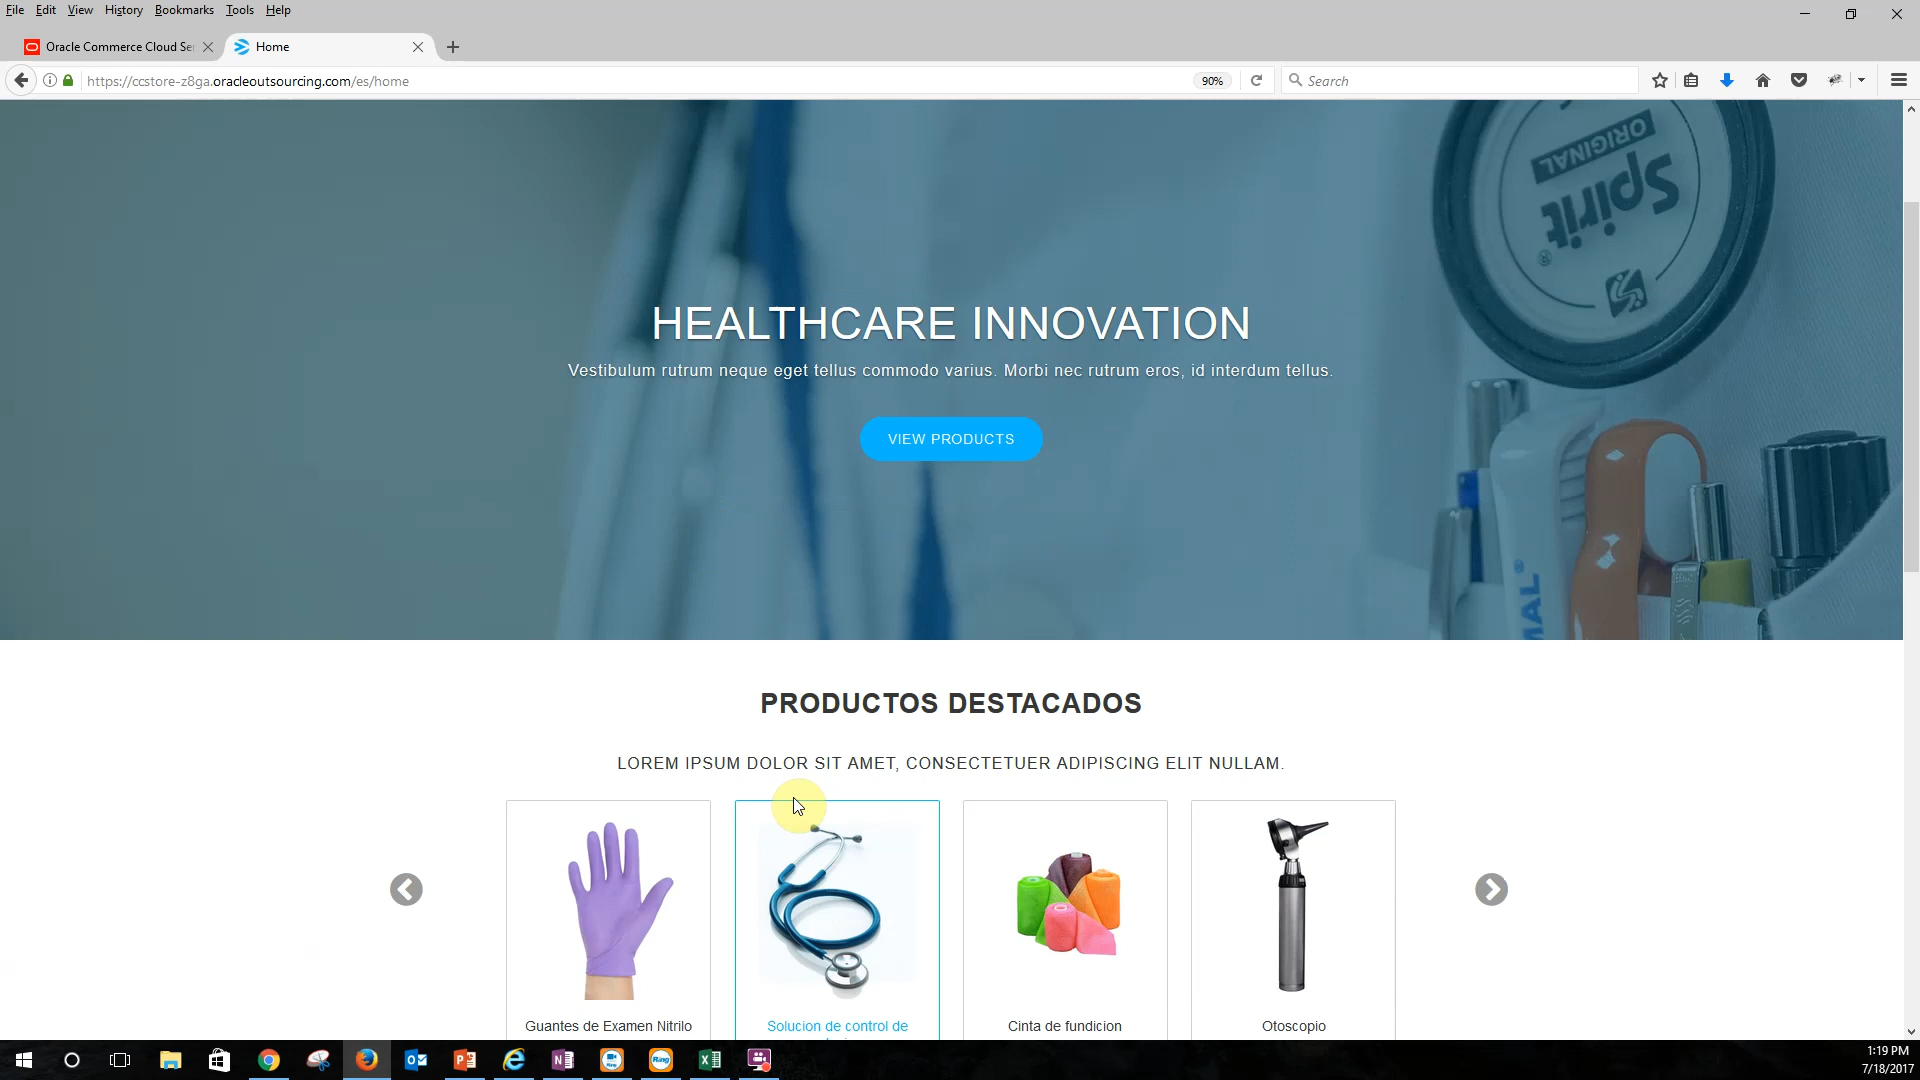 File Edit View History Bookmarks Tools Help
Oracle Commerce Cloud Se
Home
https://ccstore-z8ga.oracleoutsourcing.com/es/home
90%
Search
Spirit
ORIGINAL
HEALTHCARE INNOVATION
Vestibulum rutrum neque eget tellus commodo varius. Morbi nec rutrum eros, id interdum tellus.
VIEW PRODUCTS
PRODUCTOS DESTACADOS
LOREM IPSUM DOLOR SIT AMET, CONSECTETUER ADIPISCING ELIT NULLAM.
Guantes de Examen Nitrilo
Solucion de control de
Cinta de fundicion
Otoscopio
1:19 PM
7/18/2017